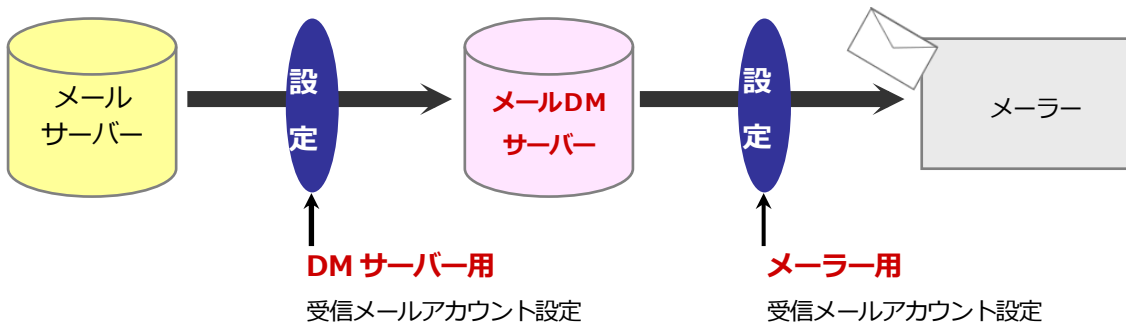 メール
サーバー
設
定
メールDM
サーバー
設
定
メーラー
DM サーバー用
受信メールアカウント設定
メーラー用
受信メールアカウント設定